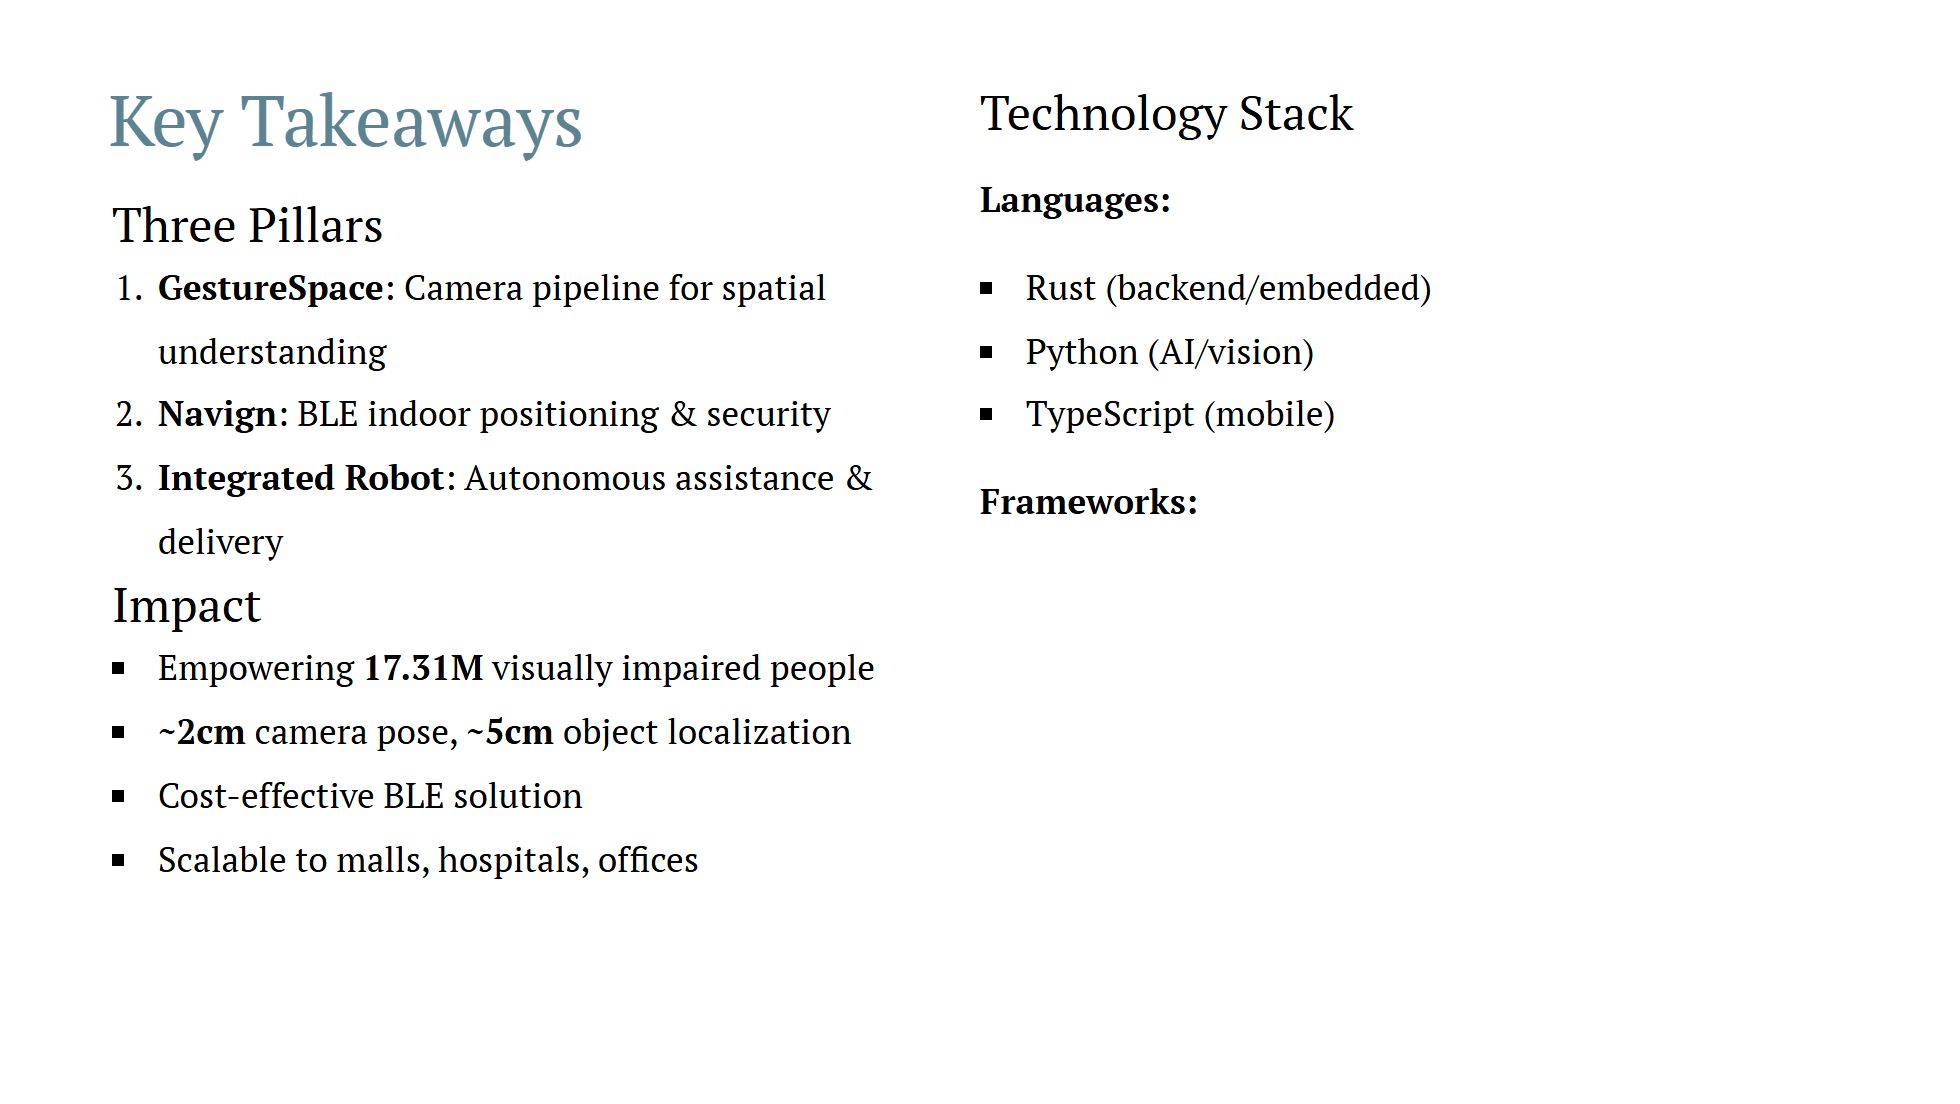 Key Takeaways
Three Pillars
1. GestureSpace: Camera pipeline for spatial
understanding
2. Navign: BLE indoor positioning & security
3. Integrated Robot: Autonomous assistance &
delivery
Impact
▪ Empowering 17.31M visually impaired people
▪ ~2cm camera pose, ~5cm object localization
▪ Cost-effective BLE solution
▪ Scalable to malls, hospitals, offices
Technology Stack
Languages:
▪ Rust (backend/embedded)
▪ Python (AI/vision)
▪ TypeScript (mobile)
Frameworks: